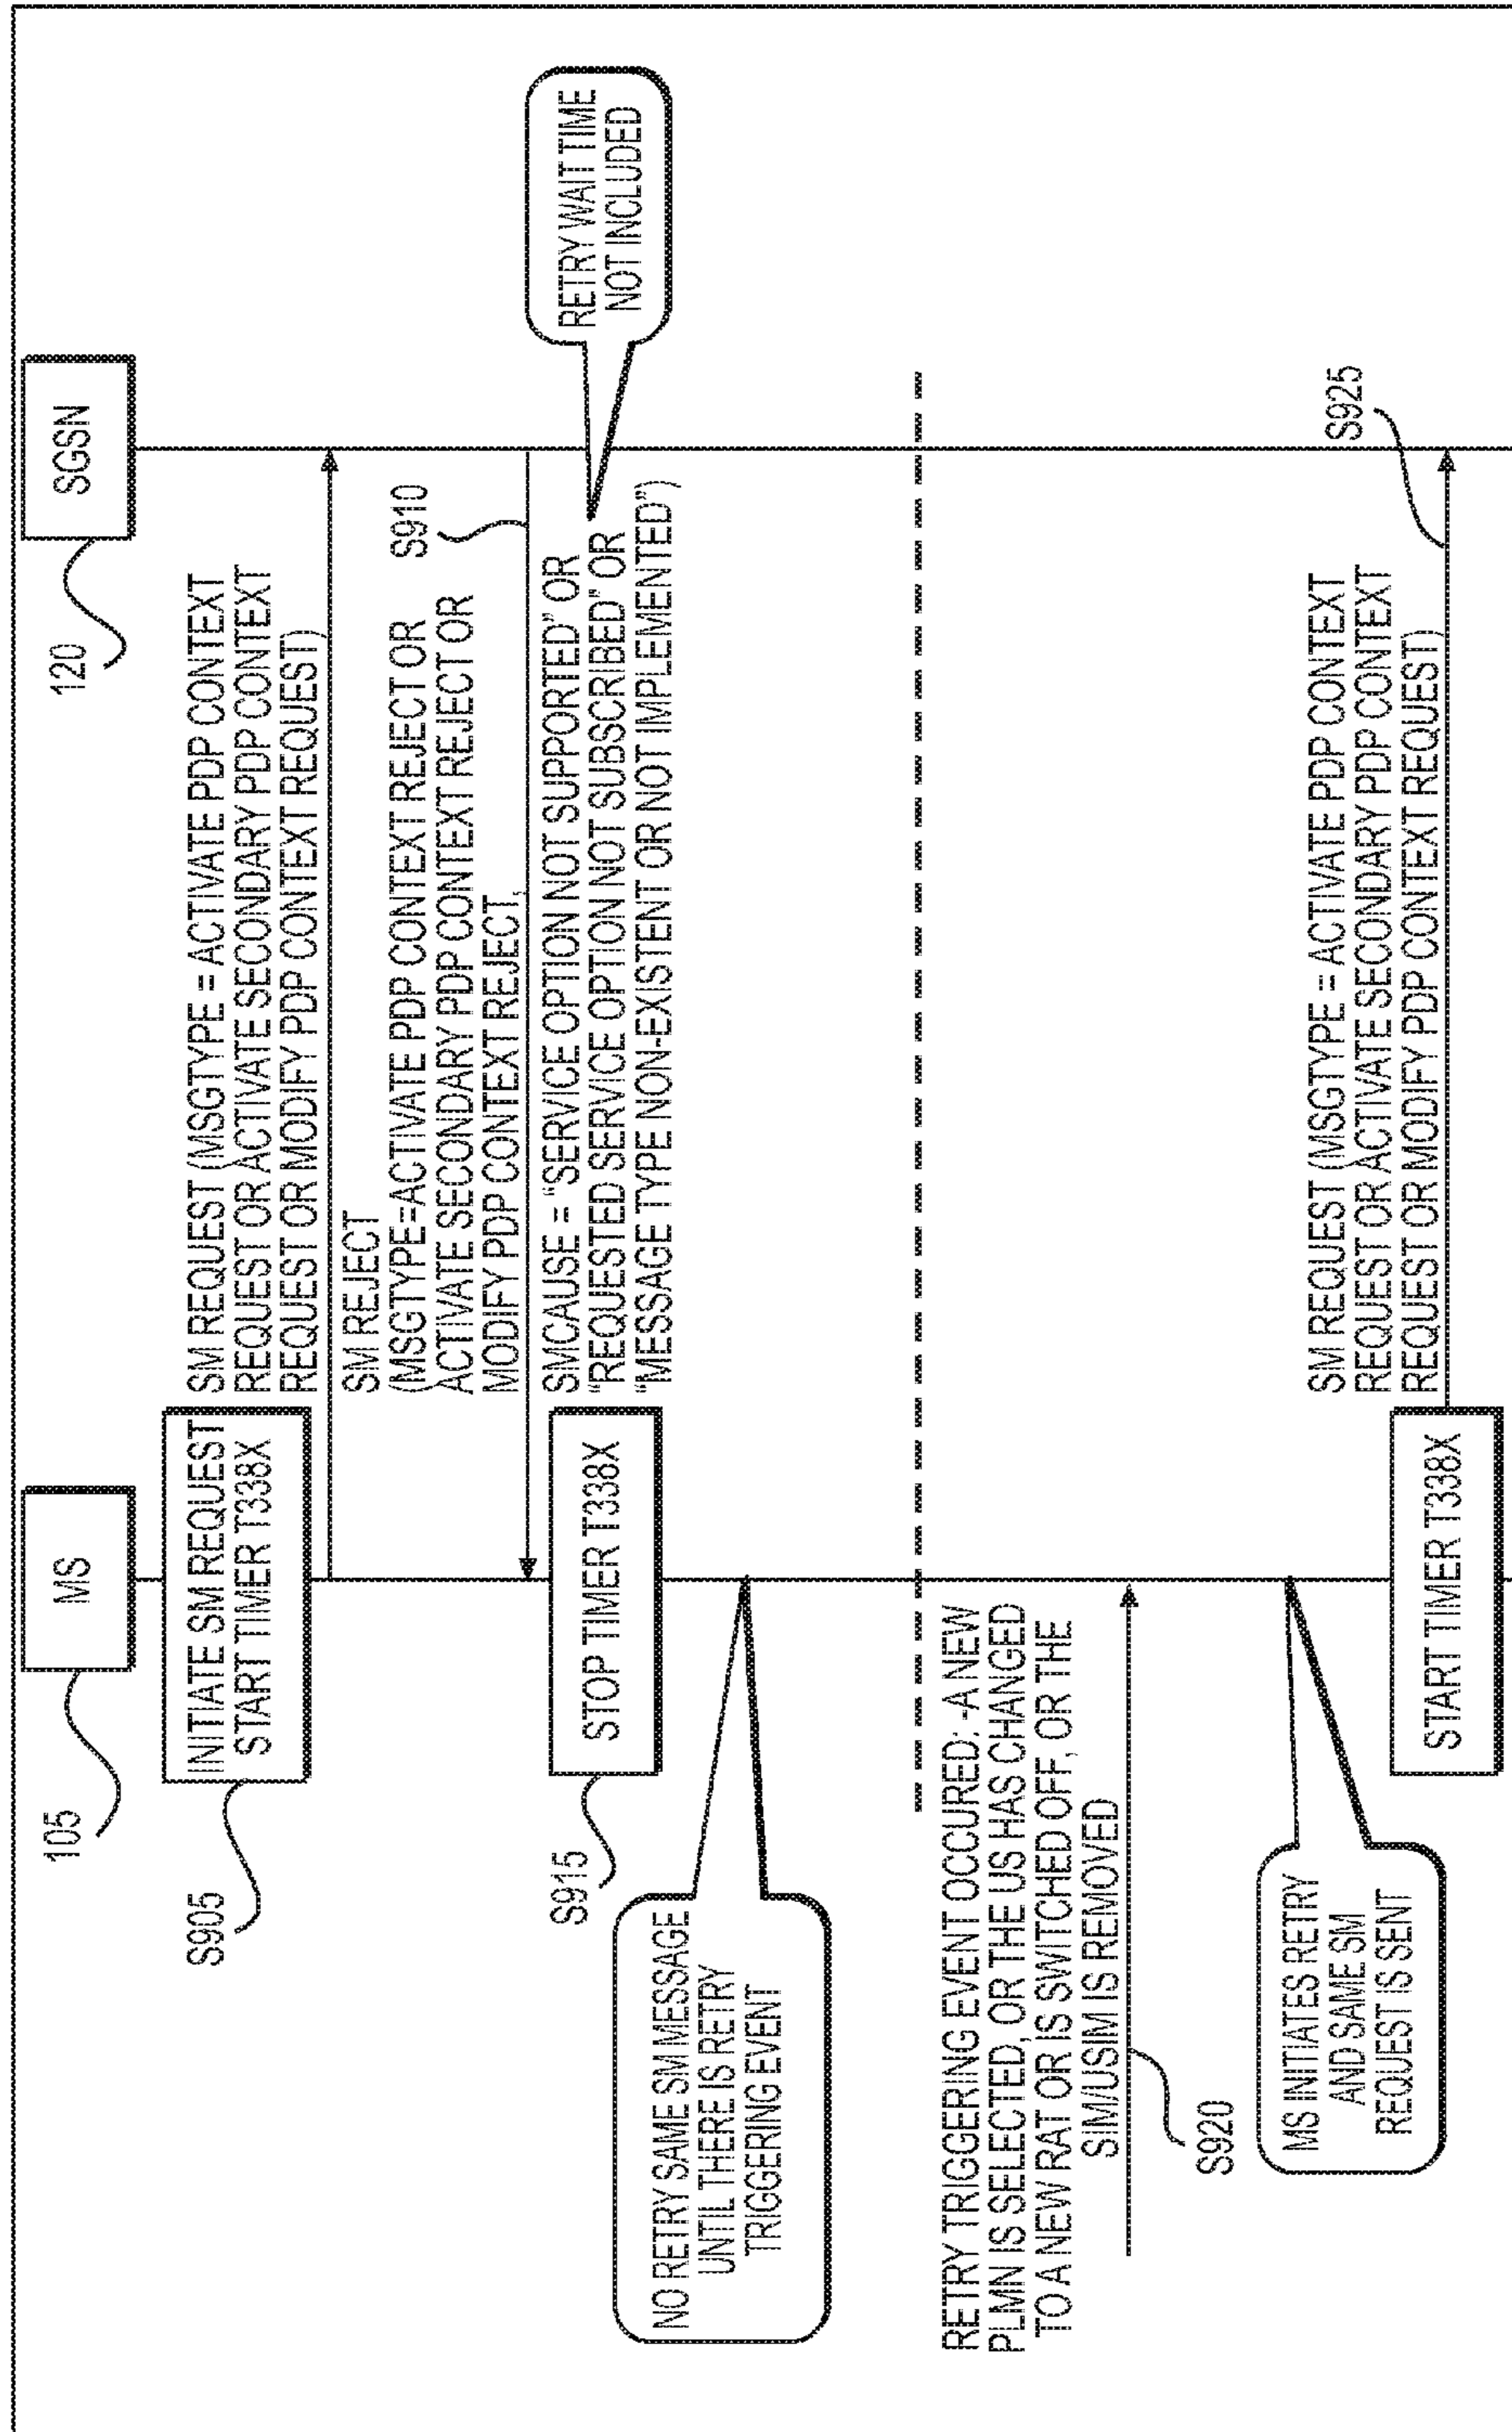 MS
105
SGSN
120
INITIATE SM REQUEST
START TIMER T338X
S905
SM REQUEST (MSGTYPE = ACTIVATE PDP CONTEXT
REQUEST OR ACTIVATE SECONDARY PDP CONTEXT
REQUEST OR MODIFY PDP CONTEXT REQUEST)
SM REJECT
(MSGTYPE=ACTIVATE PDP CONTEXT REJECT OR
ACTIVATE SECONDARY PDP CONTEXT REJECT OR
MODIFY PDP CONTEXT REJECT,
S910
SMCAUSE = “SERVICE OPTION NOT SUPPORTED” OR
“REQUESTED SERVICE OPTION NOT SUBSCRIBED” OR
“MESSAGE TYPE NON-EXISTENT OR NOT IMPLEMENTED”)
RETRY WAIT TIME
NOT INCLUDED
STOP TIMER T338X
S915
NO RETRY SAME SM MESSAGE
UNTIL THERE IS RETRY
TRIGGERING EVENT
RETRY TRIGGERING EVENT OCCURED: -A NEW
PLMN IS SELECTED, OR THE US HAS CHANGED
TO A NEW RAT OR IS SWITCHED OFF, OR THE
SIM/USIM IS REMOVED
S920
MS INITIATES RETRY
AND SAME SM
REQUEST IS SENT
SM REQUEST (MSGTYPE = ACTIVATE PDP CONTEXT
REQUEST OR ACTIVATE SECONDARY PDP CONTEXT
REQUEST OR MODIFY PDP CONTEXT REQUEST)
S925
START TIMER T338X